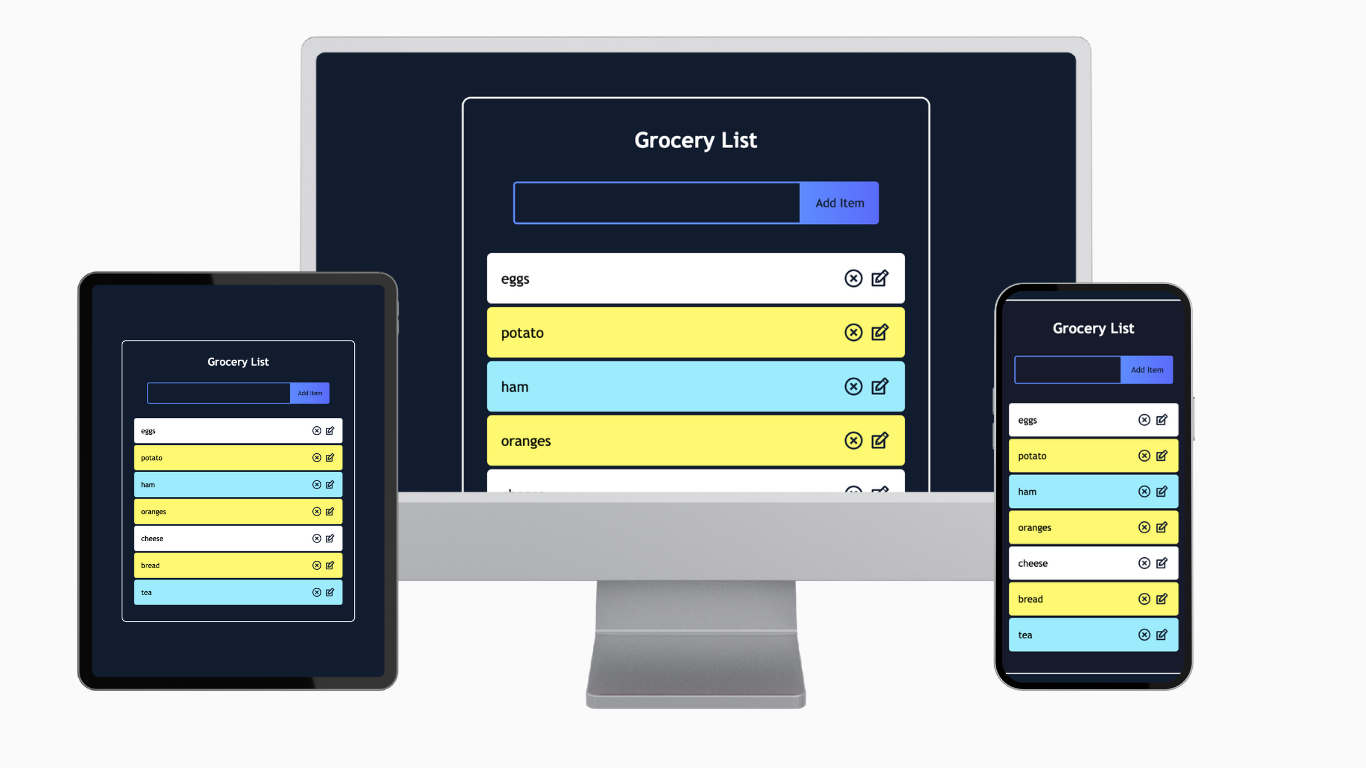 Grocery List
Add Item
eggs
potato
ham
oranges
Grocery List
Add Item
eggs
potato
ham
oranges
cheese
bread
tea
Grocery List
Add Item
eggs
potato
ham
oranges
cheese
bread
tea